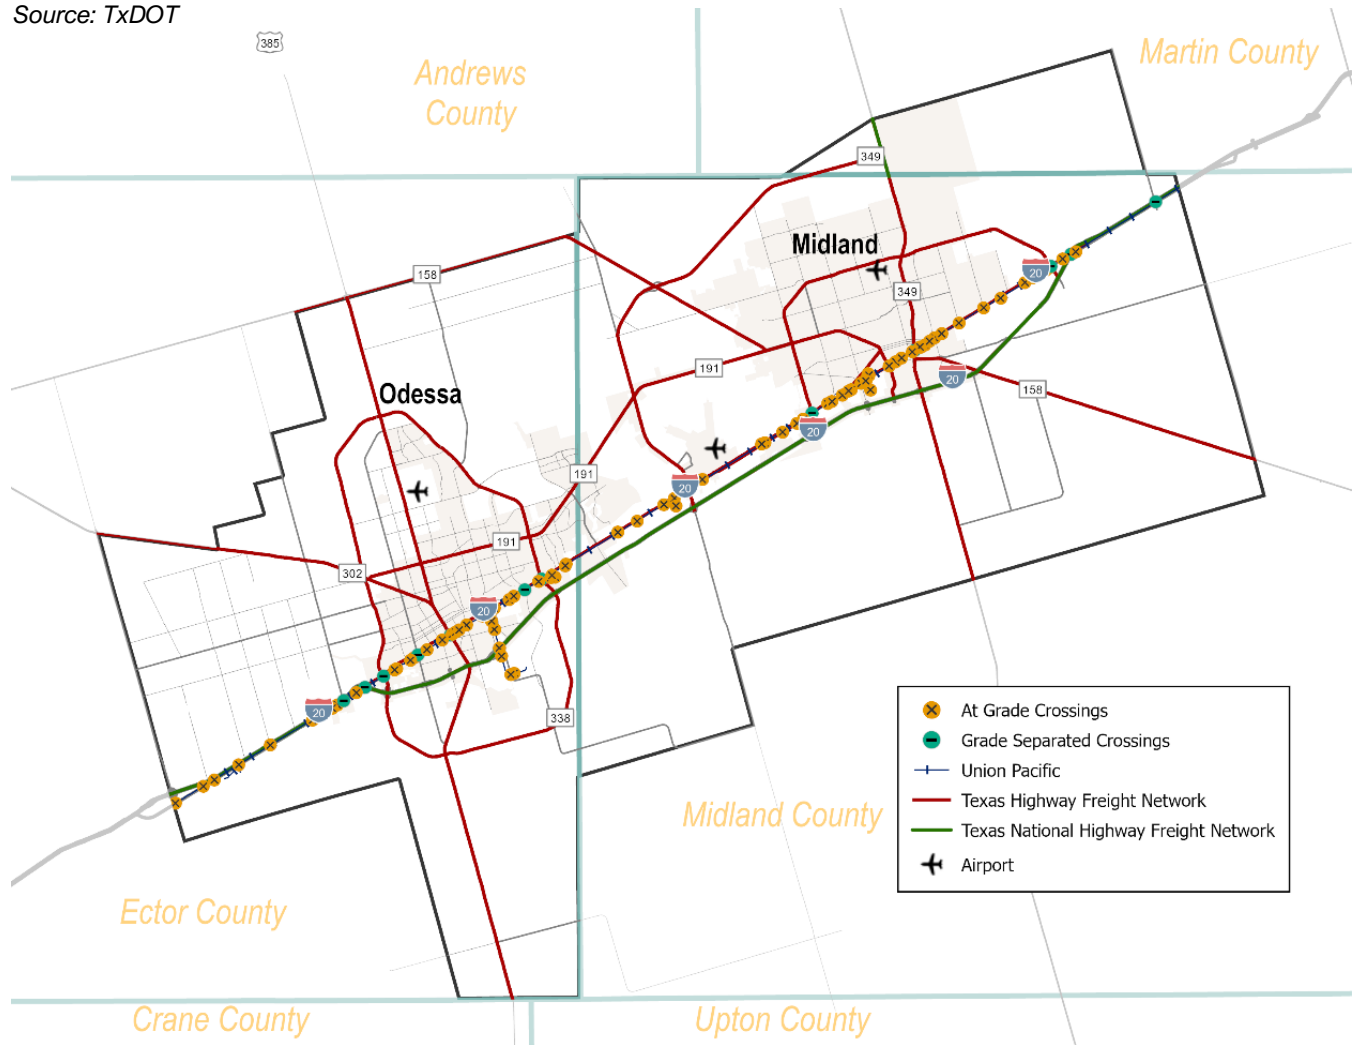 Source: TxDOT
385
Andrews
County
Martin County
349
Midland
158
20
349
191
20
158
Odessa
20
191
20
191
302
20
338
20
At Grade Crossings
Grade Separated Crossings
Union Pacific
Texas Highway Freight Network
Texas National Highway Freight Network
Airport
Midland County
Ector County
Crane County
Upton County